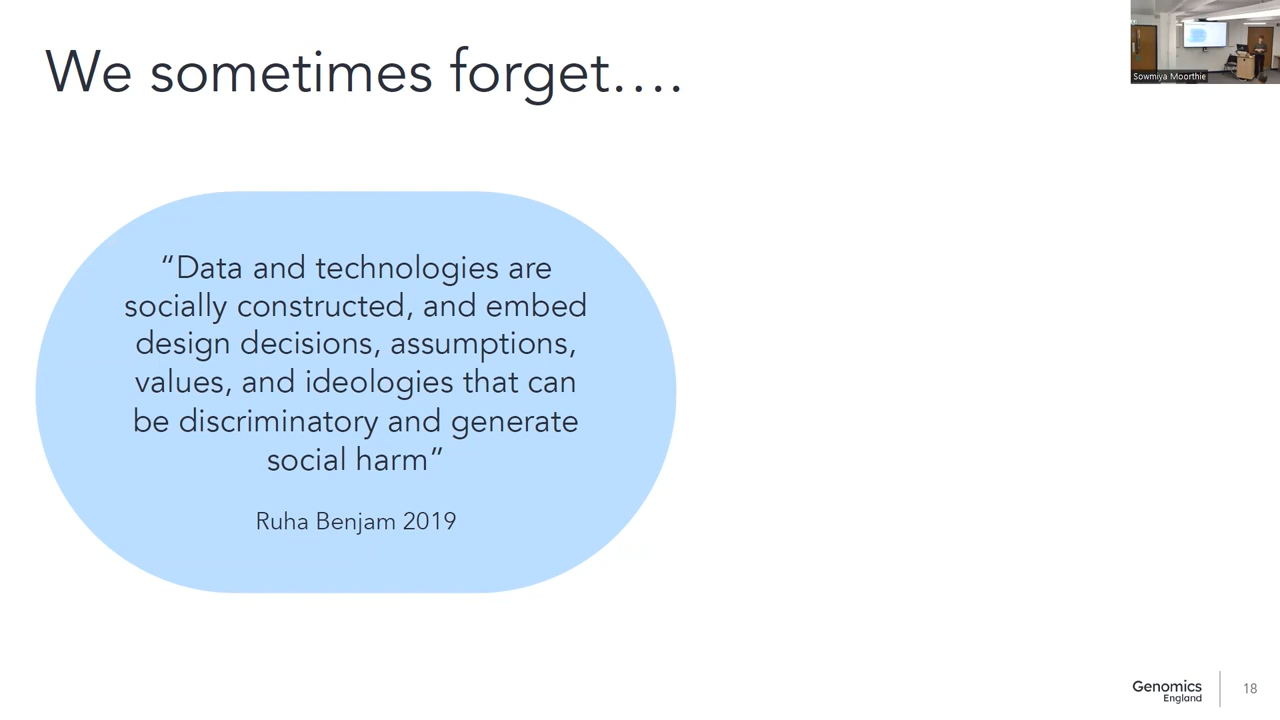 We sometimes forget….
Sowmiya Moorthie
“Data and technologies are
socially constructed, and embed
design decisions, assumptions,
values, and ideologies that can
be discriminatory and generate
social harm”
Ruha Benjam 2019
Genomics
England
18